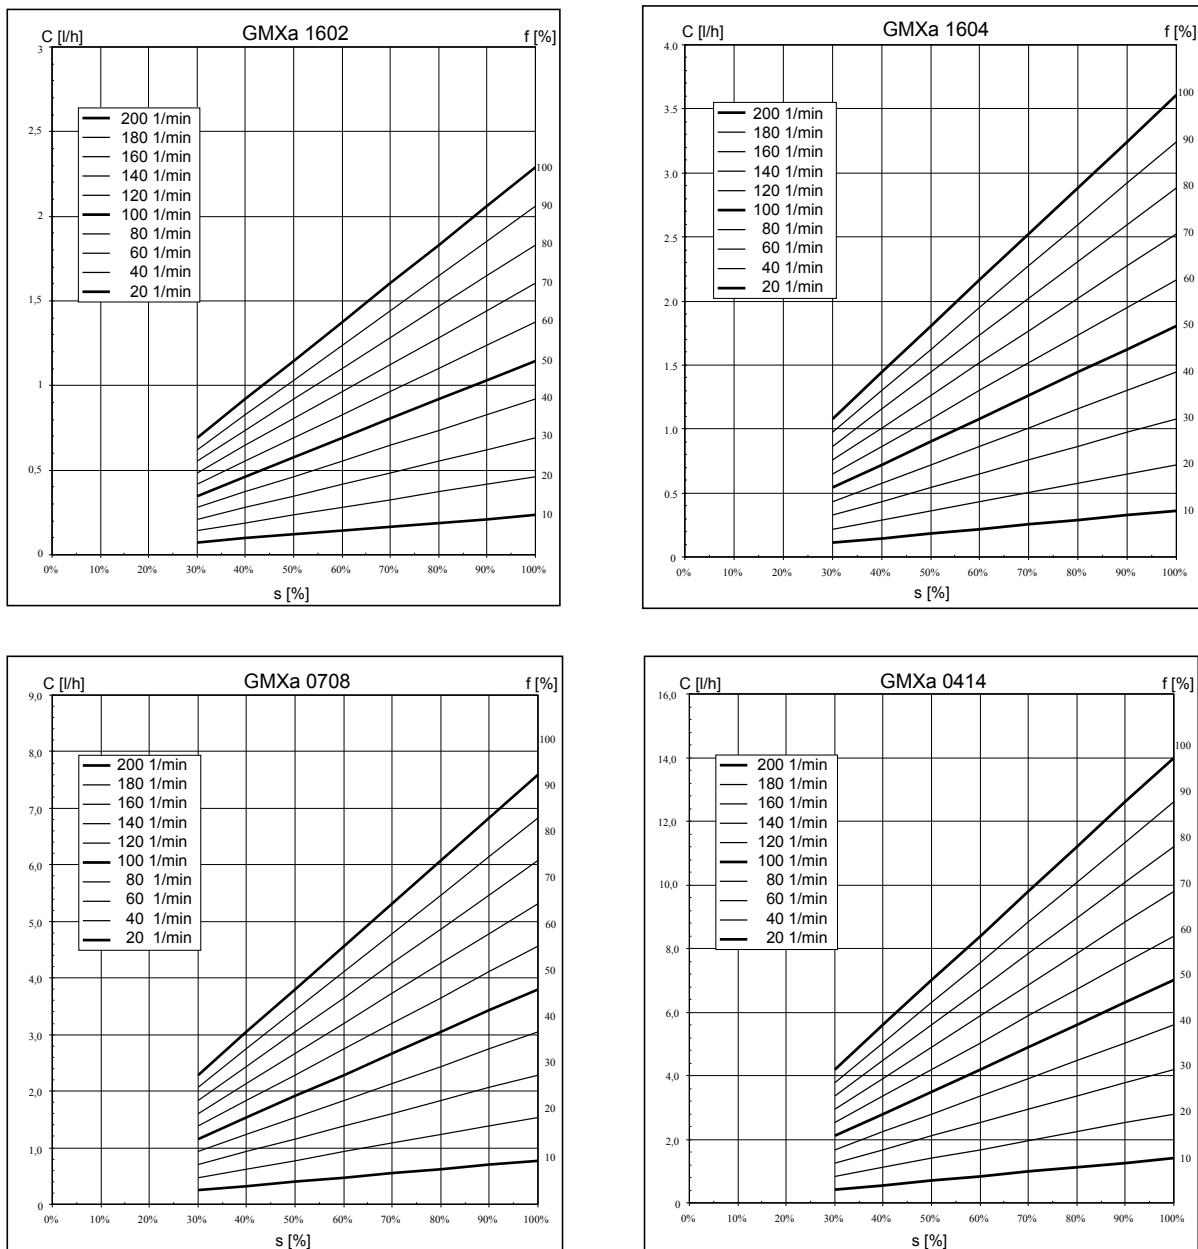 GMXa 1602
C [l/h]
f [%]
3
2,5
2
1,5
1
0,5
0
200 1/min
180 1/min
160 1/min
140 1/min
120 1/min
100 1/min
80 1/min
60 1/min
40 1/min
20 1/min
100
90
80
70
60
50
40
30
20
10
0% 10% 20% 30% 40% 50% 60% 70% 80% 90% 100%
s [%]
GMXa 1604
C [l/h]
f [%]
4.0
3.5
3.0
2.5
2.0
1.5
1.0
0.5
0
200 1/min
180 1/min
160 1/min
140 1/min
120 1/min
100 1/min
80 1/min
60 1/min
40 1/min
20 1/min
100
90
80
70
60
50
40
30
20
10
0% 10% 20% 30% 40% 50% 60% 70% 80% 90% 100%
s [%]
GMXa 0708
C [l/h]
f [%]
9,0
8,0
7,0
6,0
5,0
4,0
3,0
2,0
1,0
0
200 1/min
180 1/min
160 1/min
140 1/min
120 1/min
100 1/min
80 1/min
60 1/min
40 1/min
20 1/min
100
90
80
70
60
50
40
30
20
10
0% 10% 20% 30% 40% 50% 60% 70% 80% 90% 100%
s [%]
GMXa 0414
C [l/h]
f [%]
16,0
14,0
12,0
10,0
8,0
6,0
4,0
2,0
0
200 1/min
180 1/min
160 1/min
140 1/min
120 1/min
100 1/min
80 1/min
60 1/min
40 1/min
20 1/min
100
90
80
70
60
50
40
30
20
10
0% 10% 20% 30% 40% 50% 60% 70% 80% 90% 100%
s [%]